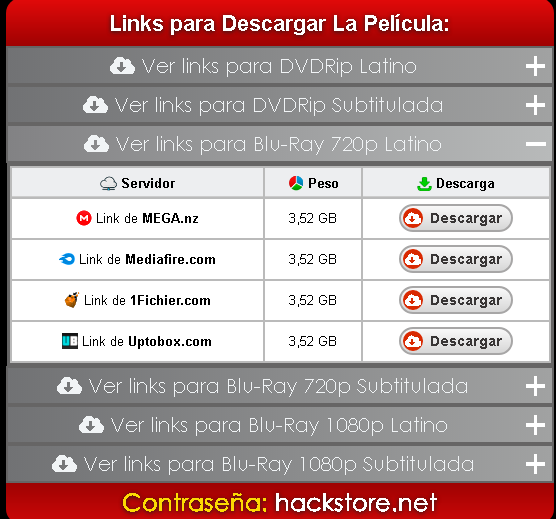 Links para Descargar La Película:
Ver links para DVDRip Latino
Ver links para DVDRip Subtitulada
Ver links para Blu-Ray 720p Latino
Servidor Peso Descarga
Link de MEGA.nz 3,52 GB Descargar
Link de Mediafire.com 3,52 GB Descargar
Link de 1Fichier.com 3,52 GB Descargar
Link de Uptobox.com 3,52 GB Descargar
Ver links para Blu-Ray 720p Subtitulada
Ver links para Blu-Ray 1080p Latino
Ver links para Blu-Ray 1080p Subtitulada
Contraseña: hackstore.net